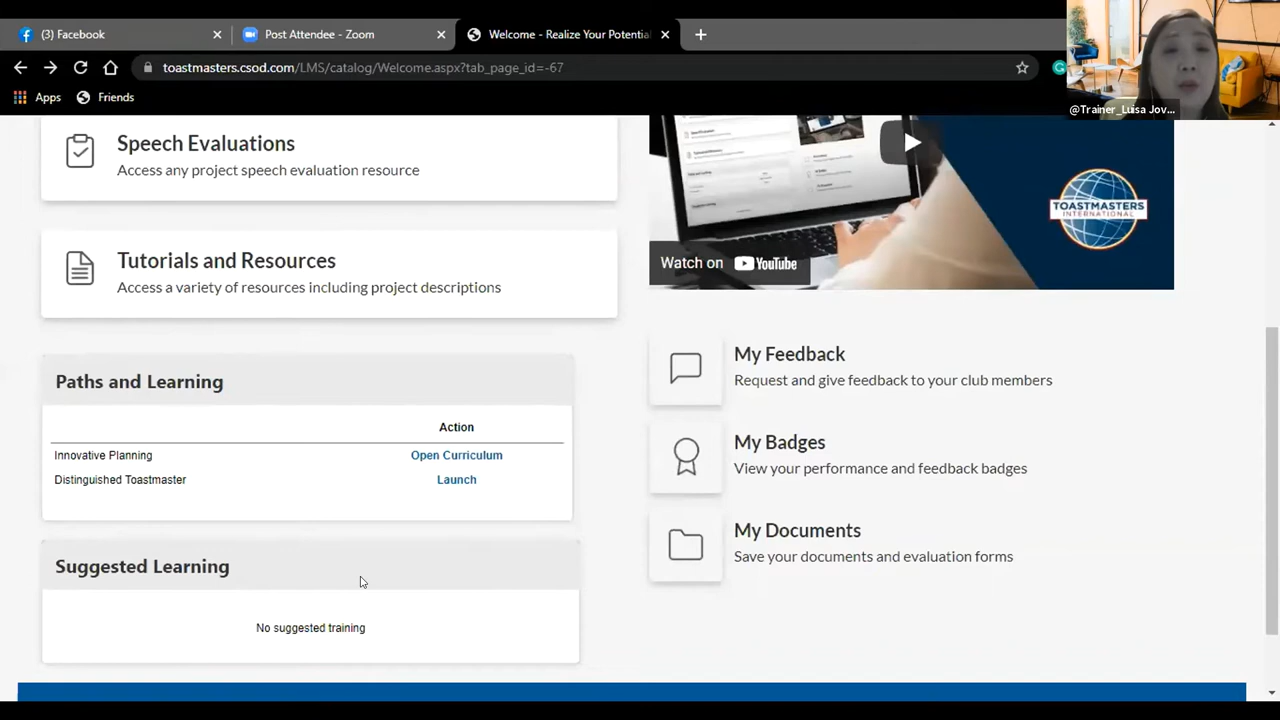 (3) Facebook
Post Attendee - Zoom
Welcome - Realize Your Potentia
toastmasters.csod.com/LMS/catalog/Welcome.aspx?tab_page_id=-67
Apps
Friends
@Trainer_Luisa Jov...
Speech Evaluations
Access any project speech evaluation resource
Tutorials and Resources
Access a variety of resources including project descriptions
TOASTMASTERS
INTERNATIONAL
Watch on YouTube
Paths and Learning
Action
Innovative Planning Open Curriculum
Distinguished Toastmaster Launch
Suggested Learning
No suggested training
My Feedback
Request and give feedback to your club members
My Badges
View your performance and feedback badges
My Documents
Save your documents and evaluation forms